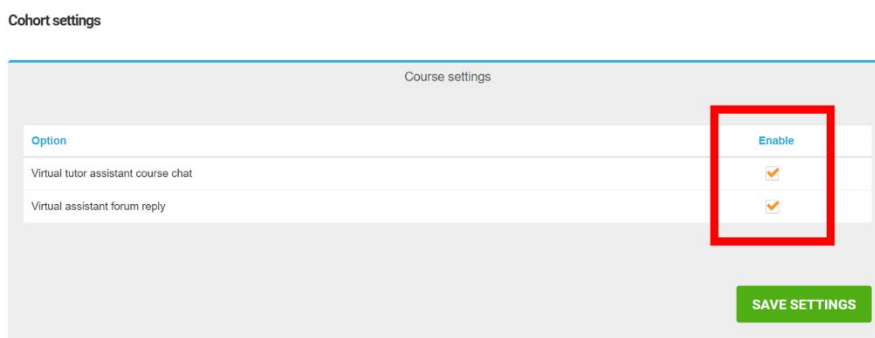 Cohort settings
Course settings
Option Enable
Virtual tutor assistant course chat
Virtual assistant forum reply
SAVE SETTINGS